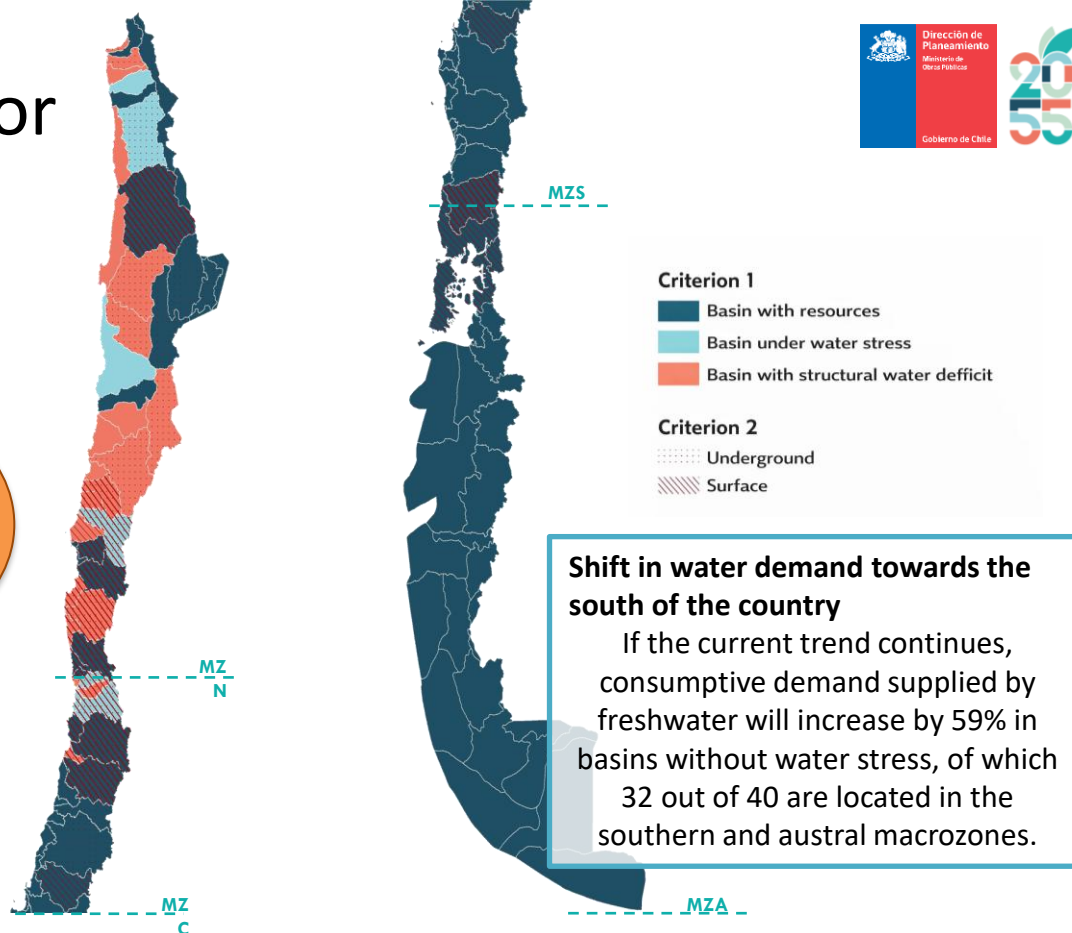 or
Dirección de
Planeamiento
Ministerio de
Obras Públicas
Gobierno de Chile
20
55
MZS
Criterion 1
Basin with resources
Basin under water stress
Basin with structural water defficit
Criterion 2
Underground
Surface
Shift in water demand towards the
south of the country
If the current trend continues,
consumptive demand supplied by
freshwater will increase by 59% in
basins without water stress, of which
32 out of 40 are located in the
southern and austral macrozones.
MZ
N
MZ
C
MZA